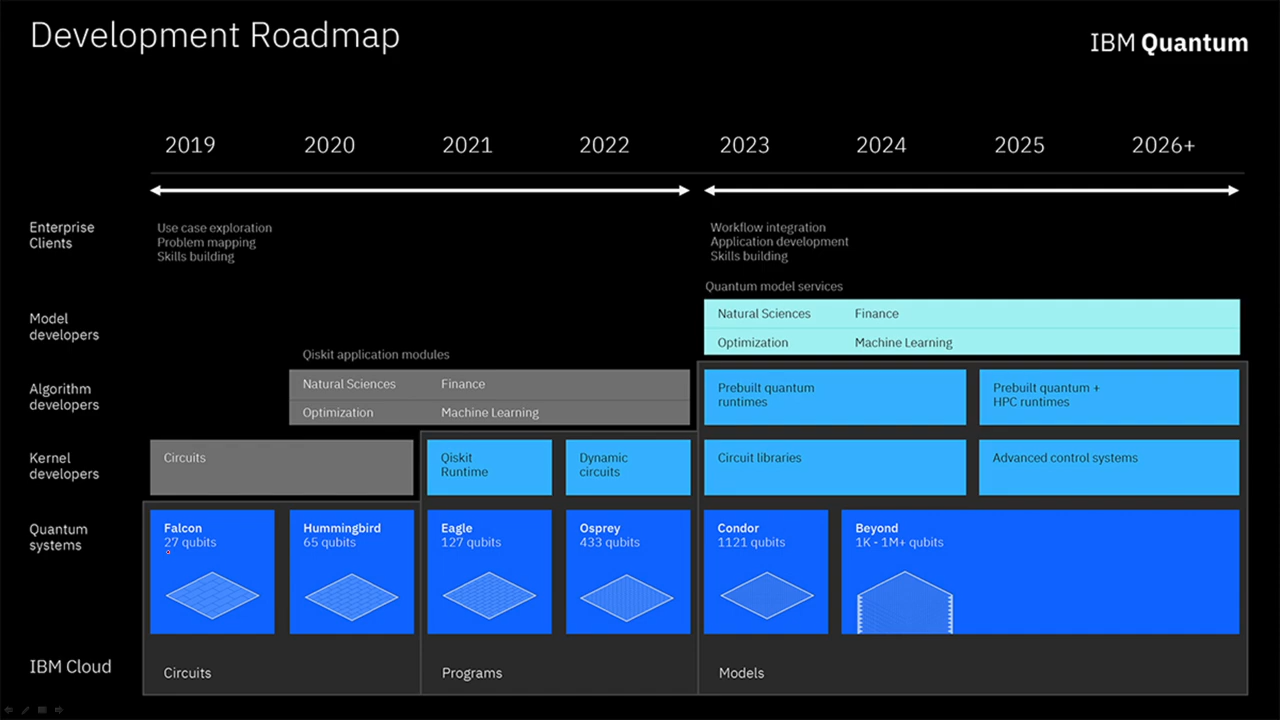 Development Roadmap
IBM Quantum
2019
2020
2021
2022
2023
2024
2025
2026+
Enterprise
Clients
Use case exploration
Problem mapping
Skills building
Workflow integration
Application development
Skills building
Model
developers
Quantum model services
Natural Sciences
Finance
Optimization
Machine Learning
Algorithm
developers
Qiskit application modules
Natural Sciences
Finance
Optimization
Machine Learning
Prebuilt quantum
runtimes
Prebuilt quantum +
HPC runtimes
Kernel
developers
Circuits
Qiskit
Runtime
Dynamic
circuits
Circuit libraries
Advanced control systems
Quantum
systems
Falcon
27 qubits
Hummingbird
65 qubits
Eagle
127 qubits
Osprey
433 qubits
Condor
1121 qubits
Beyond
1K - 1M+ qubits
IBM Cloud
Circuits
Programs
Models